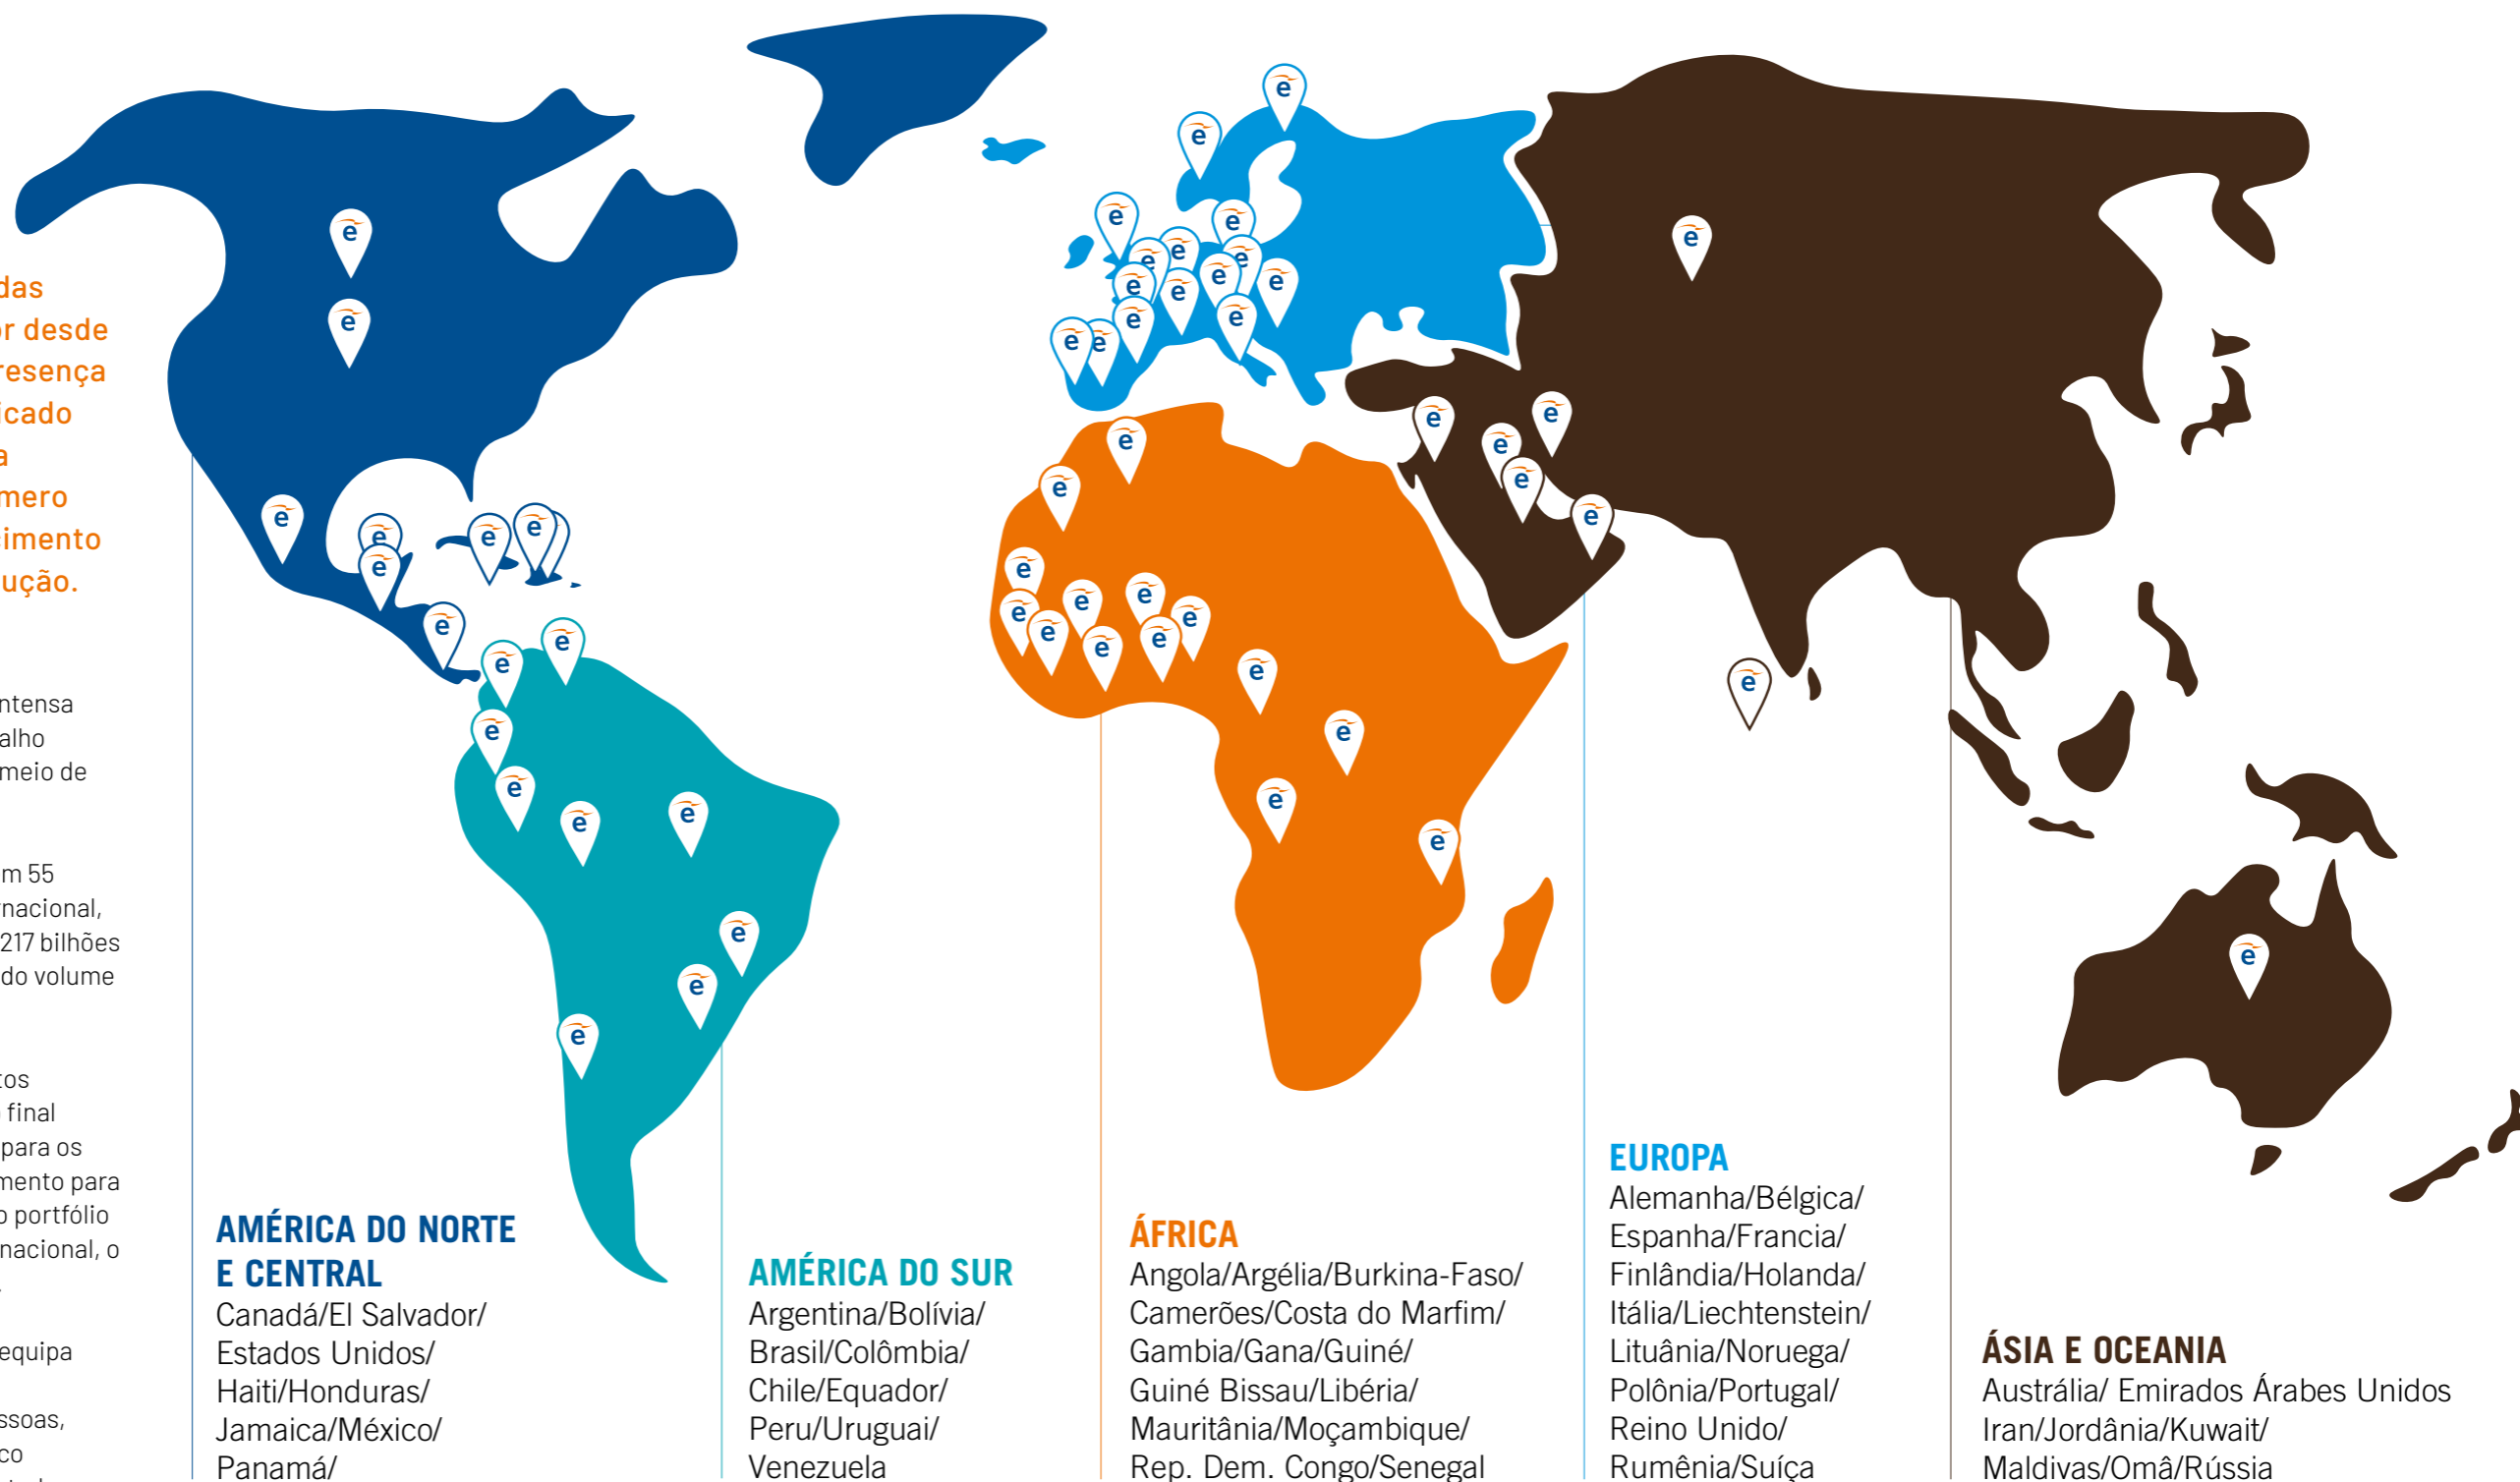 das
or desde
resença
icado
a
mero
cimento
ução.
ntensa
alho
meio de
m 55
rnacional,
217 bilhões
do volume
tos
o final
para os
mento para
o portfólio
nacional, o
equipa
ssoas,
co
AMÉRICA DO NORTE
E CENTRAL
Canadá/El Salvador/
Estados Unidos/
Haiti/Honduras/
Jamaica/México/
Panamá/
AMÉRICA DO SUR
Argentina/Bolívia/
Brasil/Colômbia/
Chile/Equador/
Peru/Uruguai/
Venezuela
ÁFRICA
Angola/Argélia/Burkina-Faso/
Camerões/Costa do Marfim/
Gambia/Gana/Guiné/
Guiné Bissau/Libéria/
Mauritânia/Moçambique/
Rep. Dem. Congo/Senegal
EUROPA
Alemanha/Bélgica/
Espanha/Francia/
Finlândia/Holanda/
Itália/Liechtenstein/
Lituânia/Noruega/
Polônia/Portugal/
Reino Unido/
Rumênia/Suíça
ÁSIA E OCEANIA
Austrália/ Emirados Árabes Unidos
Iran/Jordânia/Kuwait/
Maldivas/Omâ/Rússia